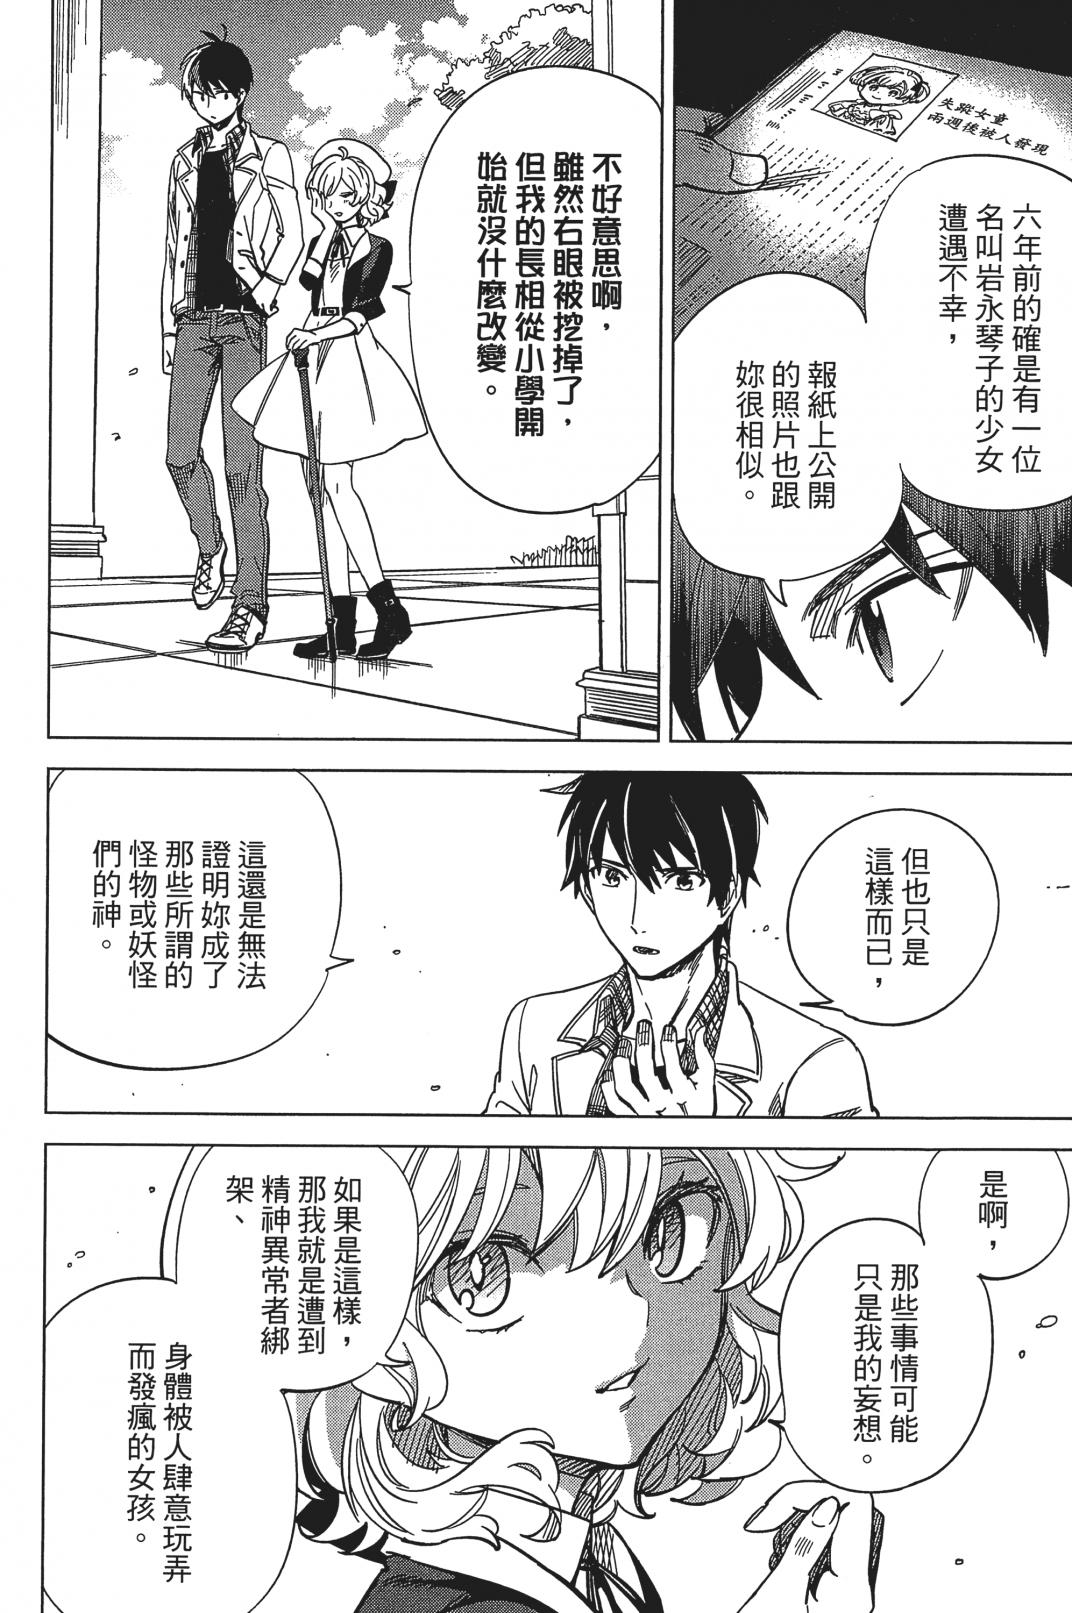 失蹤女童
兩週後被人發現
六年前的確是有一位
名叫岩永琴子的少女
遭遇不幸，
報紙上公開
的照片也跟
妳很相似。
不好意思啊，
雖然右眼被挖掉了，
但我的長相從小學開
始就沒什麼改變。
但也只是
這樣而已，
這還是無法
證明妳成了
那些所謂的
怪物或妖怪
們的神。
是啊，
那些事情可能
只是我的妄想。
如果是這樣，
那我就是遭到
精神異常者綁
架、
身體被人肆意玩弄
而發瘋的女孩。